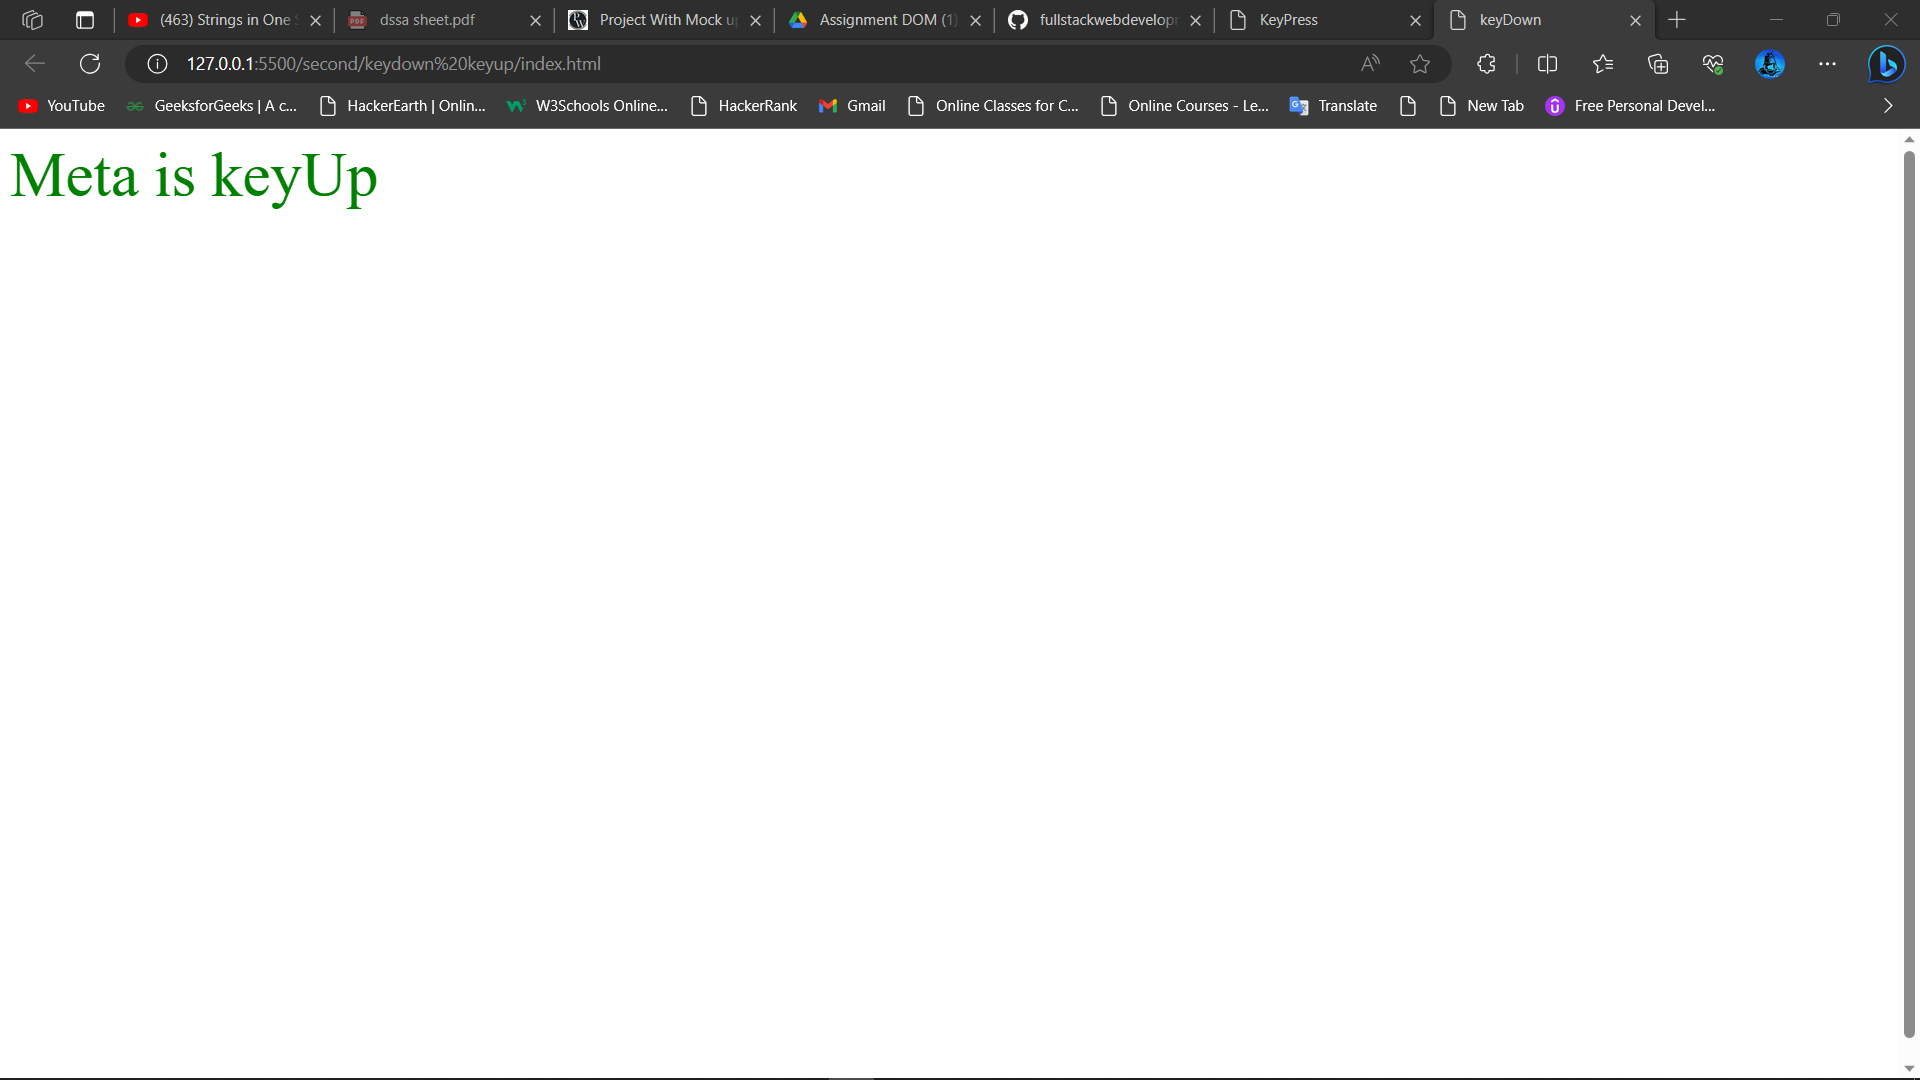 (463) Strings in One
dssa sheet.pdf
Project With Mock u
Assignment DOM (1)
fullstackwebdevelop
KeyPress
keyDown
127.0.0.1:5500/second/keydown%20keyup/index.html
YouTube
GeeksforGeeks | A c...
HackerEarth | Onlin...
W3Schools Online...
HackerRank
Gmail
Online Classes for C...
Online Courses - Le...
Translate
New Tab
Free Personal Devel...
Meta is keyUp